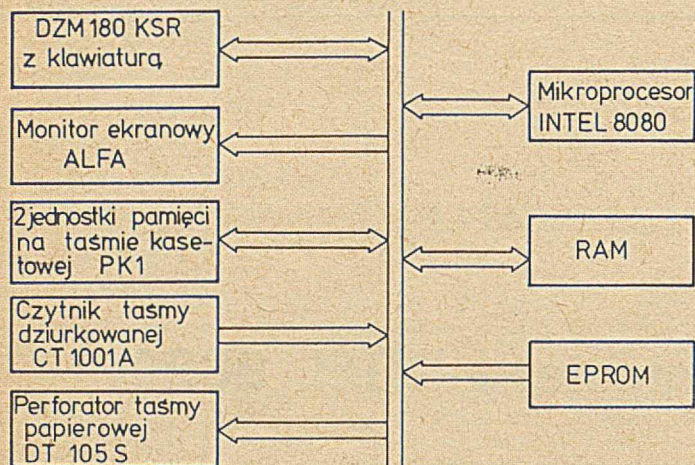 DZM 180 KSR
z klawiaturą
Monitor ekranowy
ALFA
2 jednostki pamięci
na taśmie kase-
towej PK1
Czytnik taśmy
dziurkowanej
CT 1001A
Perforator taśmy
papierowej
DT 105 S
Mikroprocesor
INTEL 8080
RAM
EPROM